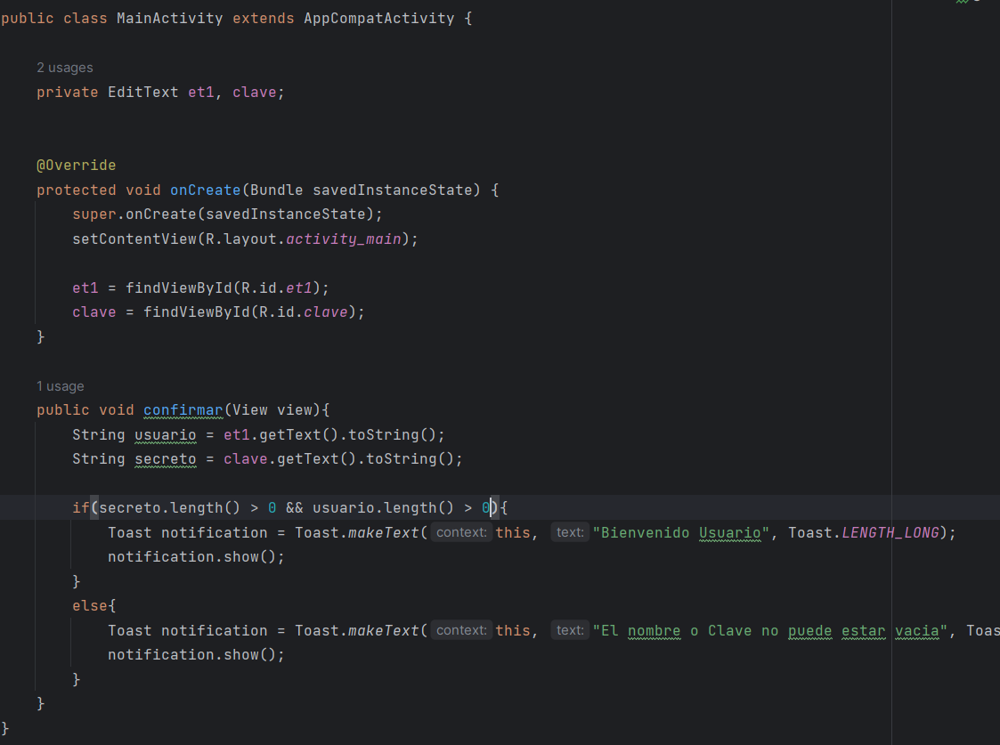 public class MainActivity extends AppCompatActivity {
2 usages
private EditText et1, clave;
@Override
protected void onCreate(Bundle savedInstanceState) {
super.onCreate(savedInstanceState);
setContentView(R.layout.activity_main);
et1 = findViewById(R.id.et1);
clave = findViewById(R.id.clave);
}
1 usage
public void confirmar(View view){
String usuario = et1.getText().toString();
String secreto = clave.getText().toString();
if(secreto.length() > 0 && usuario.length() > 0){
Toast notification = Toast.makeText( context: this, text: "Bienvenido Usuario", Toast.LENGTH_LONG);
notification.show();
}
else{
Toast notification = Toast.makeText( context: this, text: "El nombre o Clave no puede estar vacia", Toas
notification.show();
}
}
}